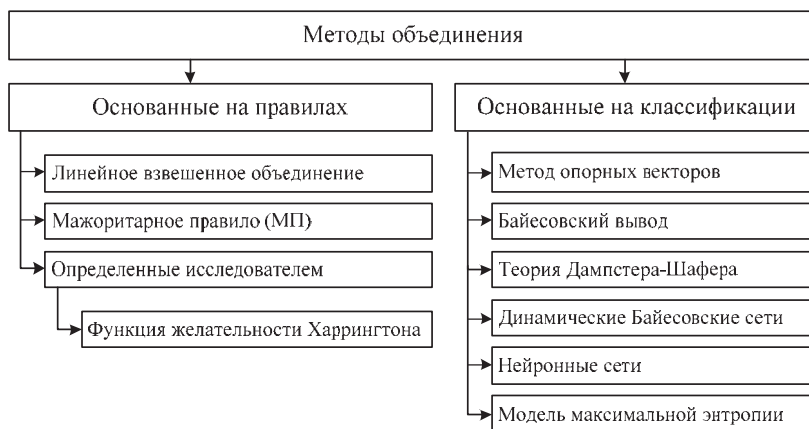 Методы объединения
Основанные на правилах
Линейное взвешенное объединение
Мажоритарное правило (МП)
Определенные исследователем
Функция желательности Харрингтона
Основанные на классификации
Метод опорных векторов
Байесовский вывод
Теория Дампстера-Шафера
Динамические Байесовские сети
Нейронные сети
Модель максимальной энтропии